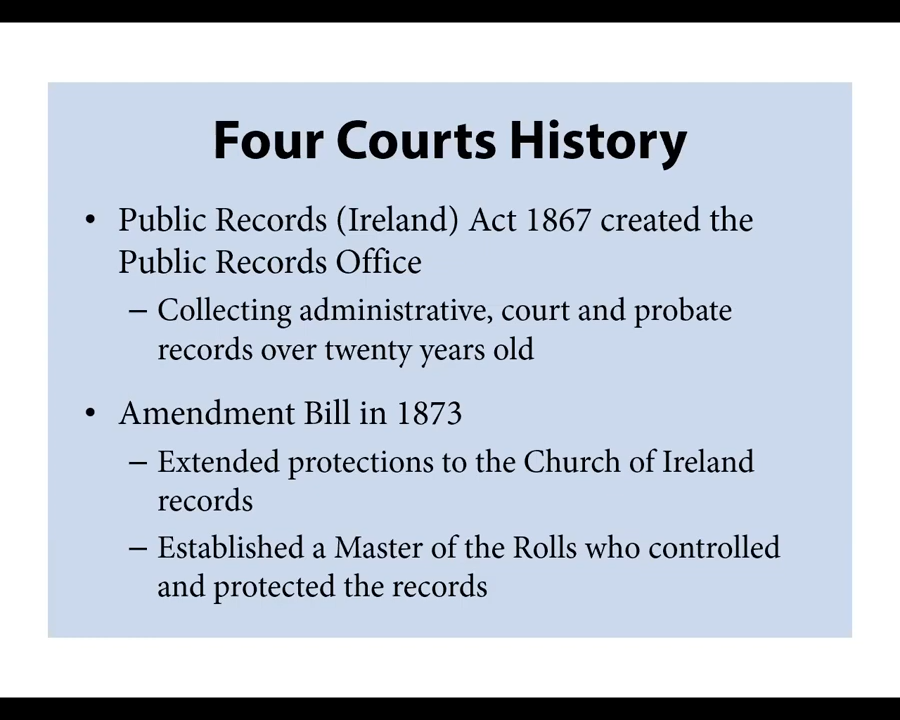 Four Courts History
• Public Records (Ireland) Act 1867 created the
Public Records Office
– Collecting administrative, court and probate
records over twenty years old
• Amendment Bill in 1873
– Extended protections to the Church of Ireland
records
– Established a Master of the Rolls who controlled
and protected the records